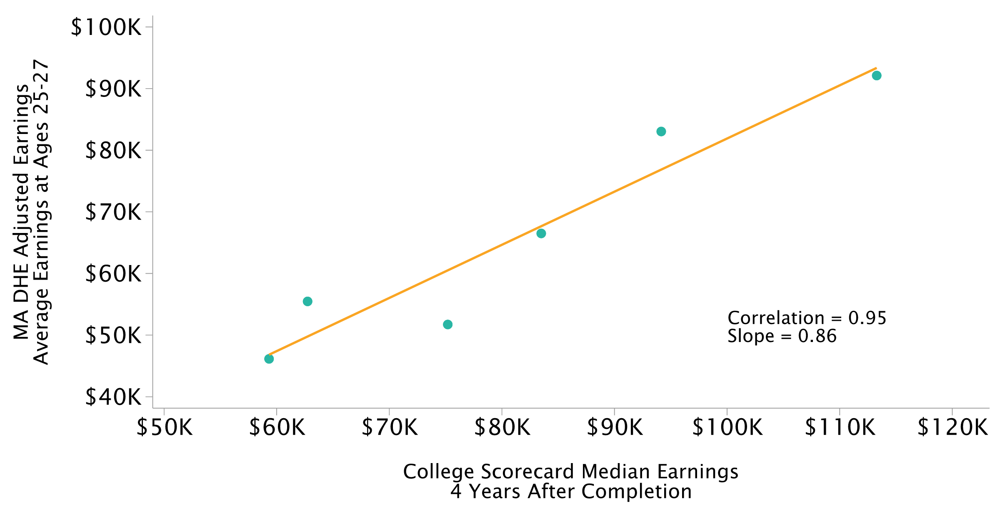 $100K
$90K
$80K
$70K
$60K
$50K
$40K
MA DHE Adjusted Earnings
Average Earnings at Ages 25-27
Correlation = 0.95
Slope = 0.86
$50K $60K $70K $80K $90K $100K $110K $120K
College Scorecard Median Earnings
4 Years After Completion